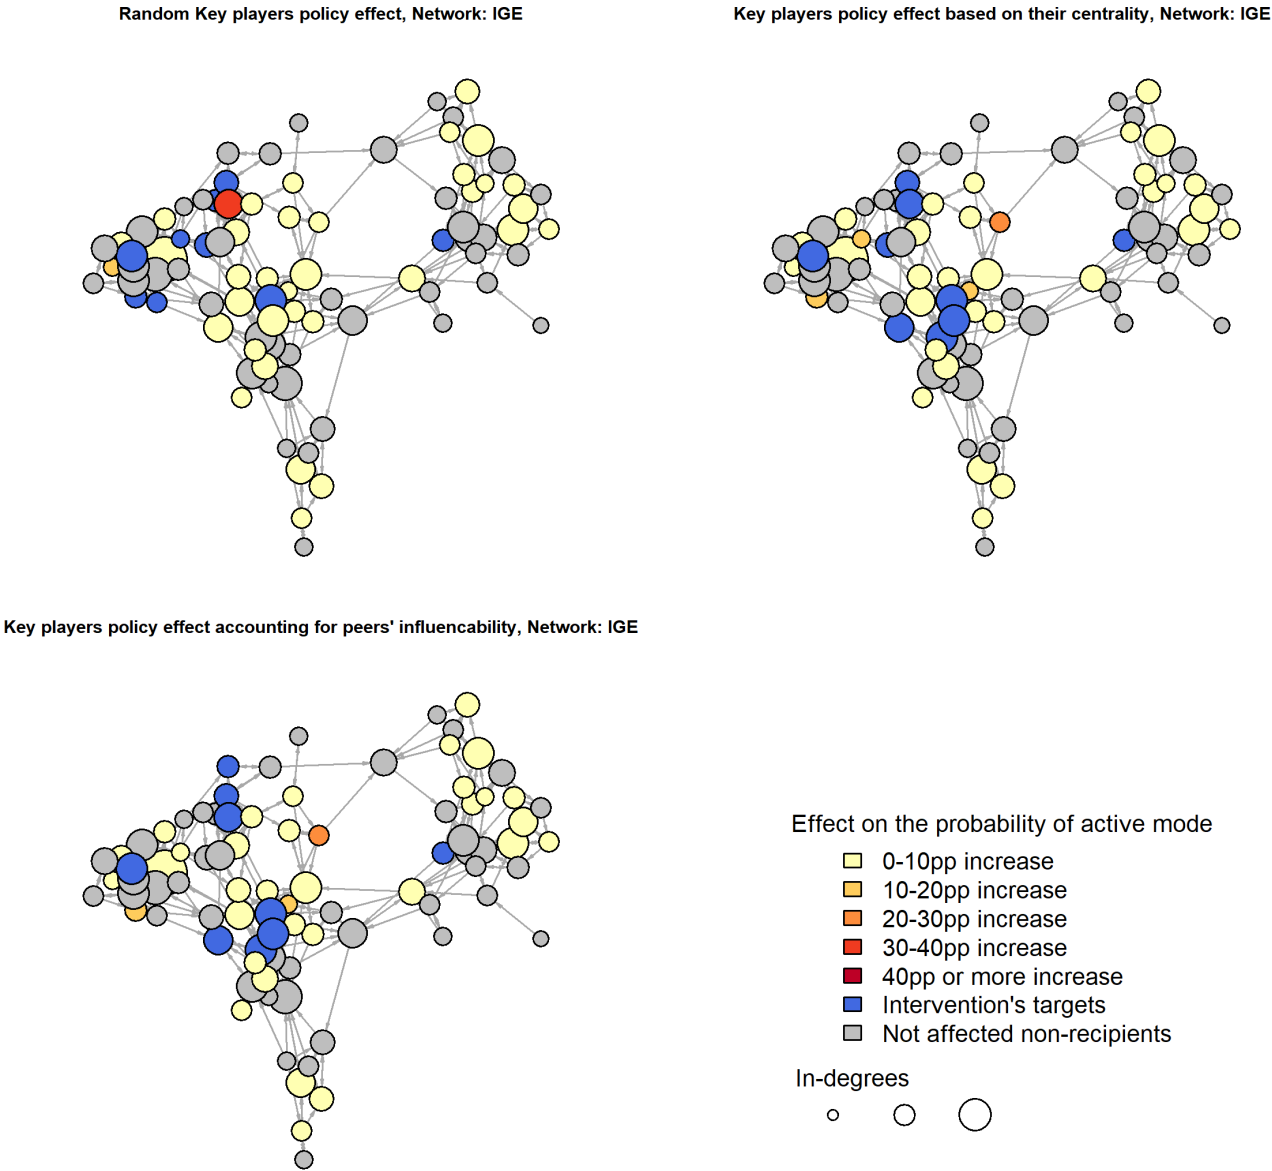 Random Key players policy effect, Network: IGE
Key players policy effect based on their centrality, Network: IGE
Key players policy effect accounting for peers' influencability, Network: IGE
Effect on the probability of active mode
0-10pp increase
10-20pp increase
20-30pp increase
30-40pp increase
40pp or more increase
Intervention's targets
Not affected non-recipients
In-degrees